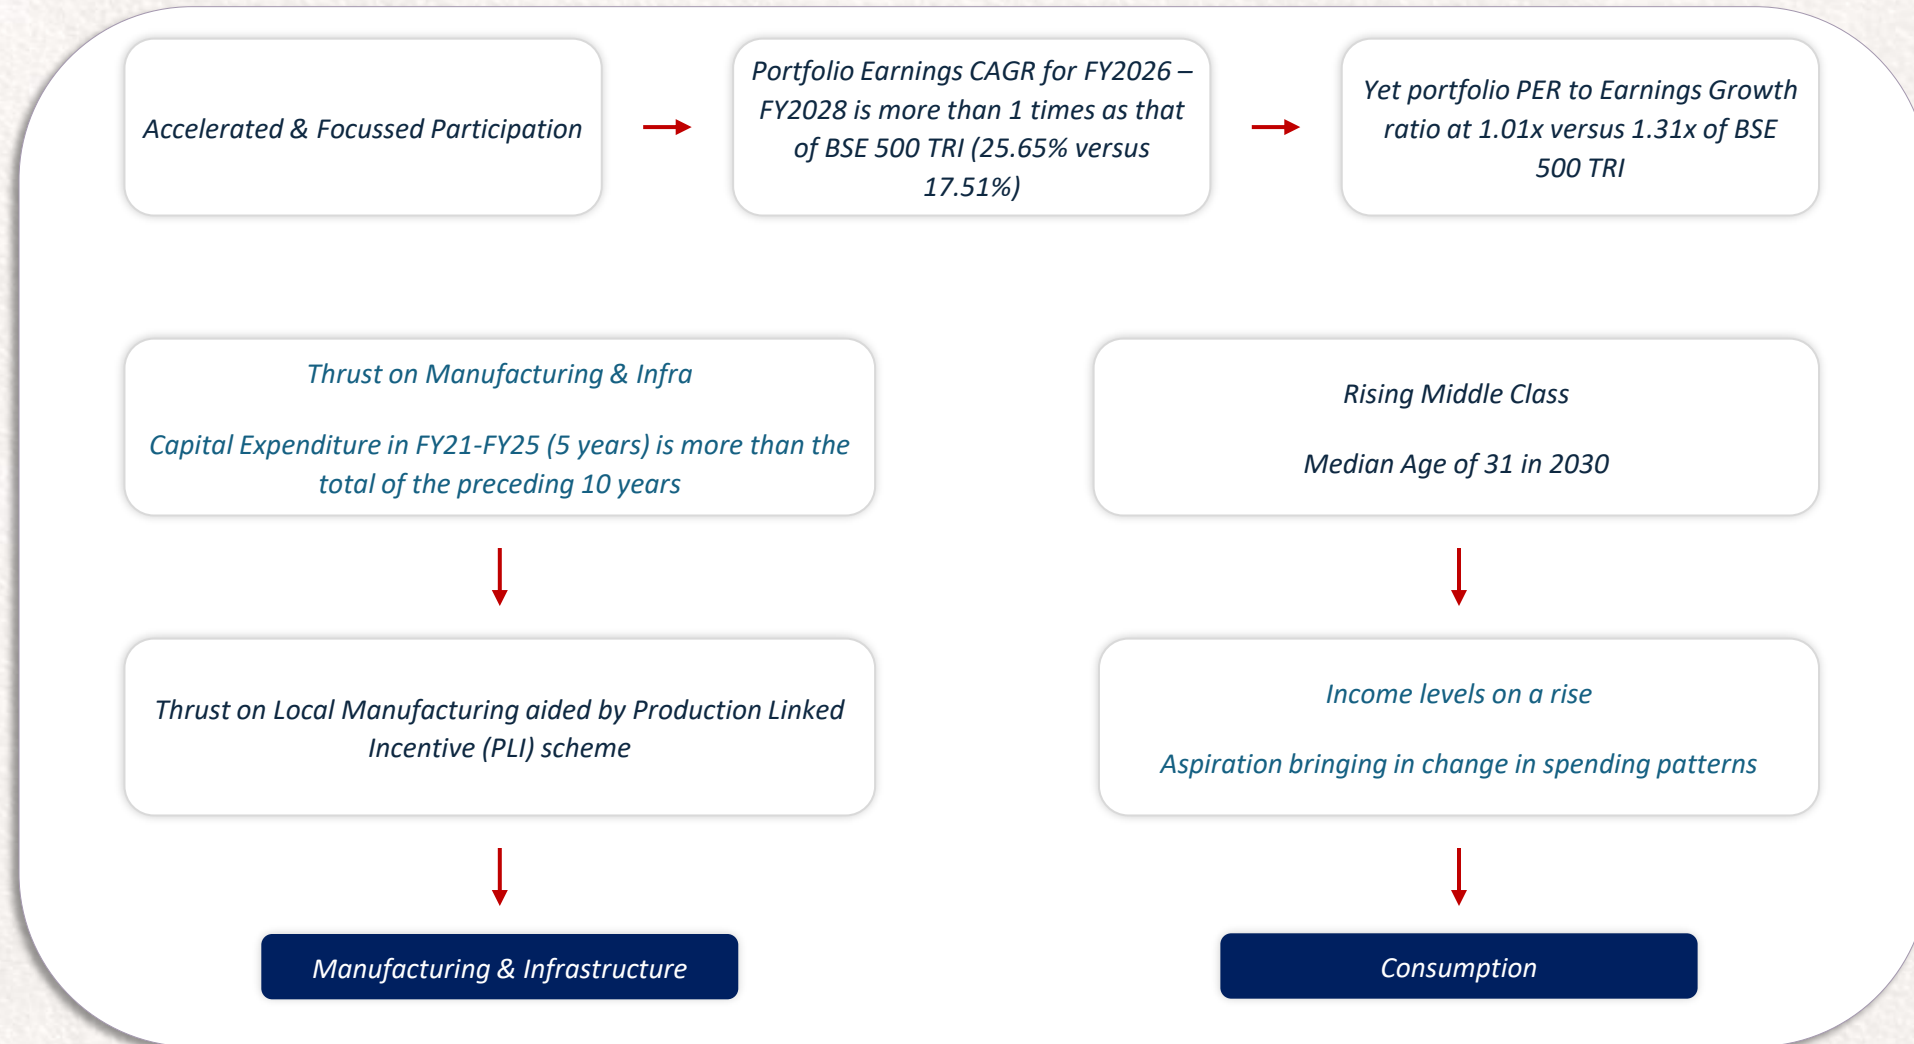 Accelerated & Focussed Participation
Portfolio Earnings CAGR for FY2026 –
FY2028 is more than 1 times as that
of BSE 500 TRI (25.65% versus
17.51%)
Yet portfolio PER to Earnings Growth
ratio at 1.01x versus 1.31x of BSE
500 TRI
Thrust on Manufacturing & Infra
Capital Expenditure in FY21-FY25 (5 years) is more than the
total of the preceding 10 years
Rising Middle Class
Median Age of 31 in 2030
Thrust on Local Manufacturing aided by Production Linked
Incentive (PLI) scheme
Income levels on a rise
Aspiration bringing in change in spending patterns
Manufacturing & Infrastructure
Consumption